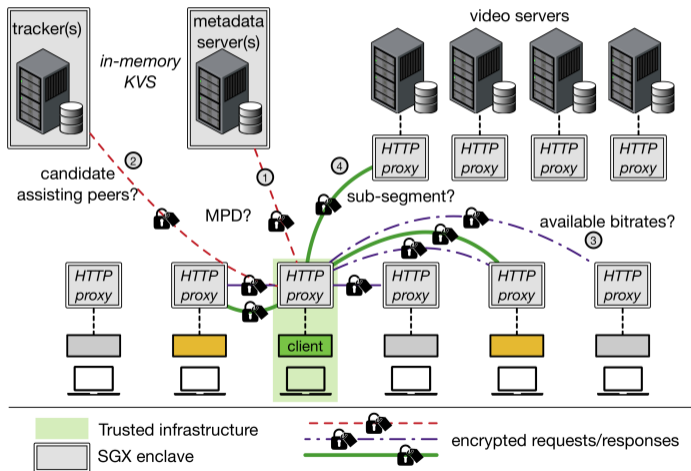 tracker(s)
in-memory
KVS
metadata
server(s)
video servers
HTTP
proxy
HTTP
proxy
HTTP
proxy
HTTP
proxy
2
candidate
assisting peers?
1
MPD?
4
sub-segment?
available bitrates?
3
HTTP
proxy
HTTP
proxy
HTTP
proxy
HTTP
proxy
HTTP
proxy
HTTP
proxy
client
Trusted infrastructure
SGX enclave
encrypted requests/responses